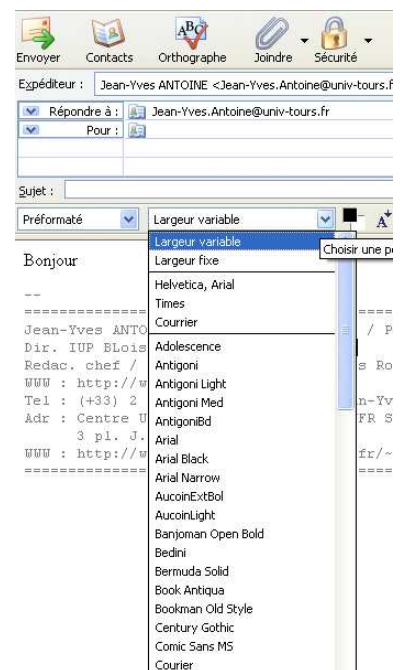 Envoyer Contacts Orthographe Joindre Sécurité
Expéditeur : Jean-Yves ANTOINE <Jean-Yves.Antoine@univ-tours.f
Répondre à : Jean-Yves.Antoine@univ-tours.fr
Pour :
Sujet :
Préformaté Largeur variable
Largeur variable
Choisir une po
Largeur fixe
Bonjour
Helvetica, Arial
Times
Courrier
--
Jean-Yves ANTO / P
Dir. IUP BLois
Redac. chef / s Ro
WWW : http://w
Tel : (+33) 2 n-Yv
Adr : Centre U FR S
3 pl. J.
WWW : http://w fr/~
Adolescence
Antigoni
Antigoni Light
Antigoni Med
AntigoniBd
Arial
Arial Black
Arial Narrow
AucoinExtBol
AucoinLight
Banjoman Open Bold
Bedini
Bermuda Solid
Book Antiqua
Bookman Old Style
Century Gothic
Comic Sans MS
Courier